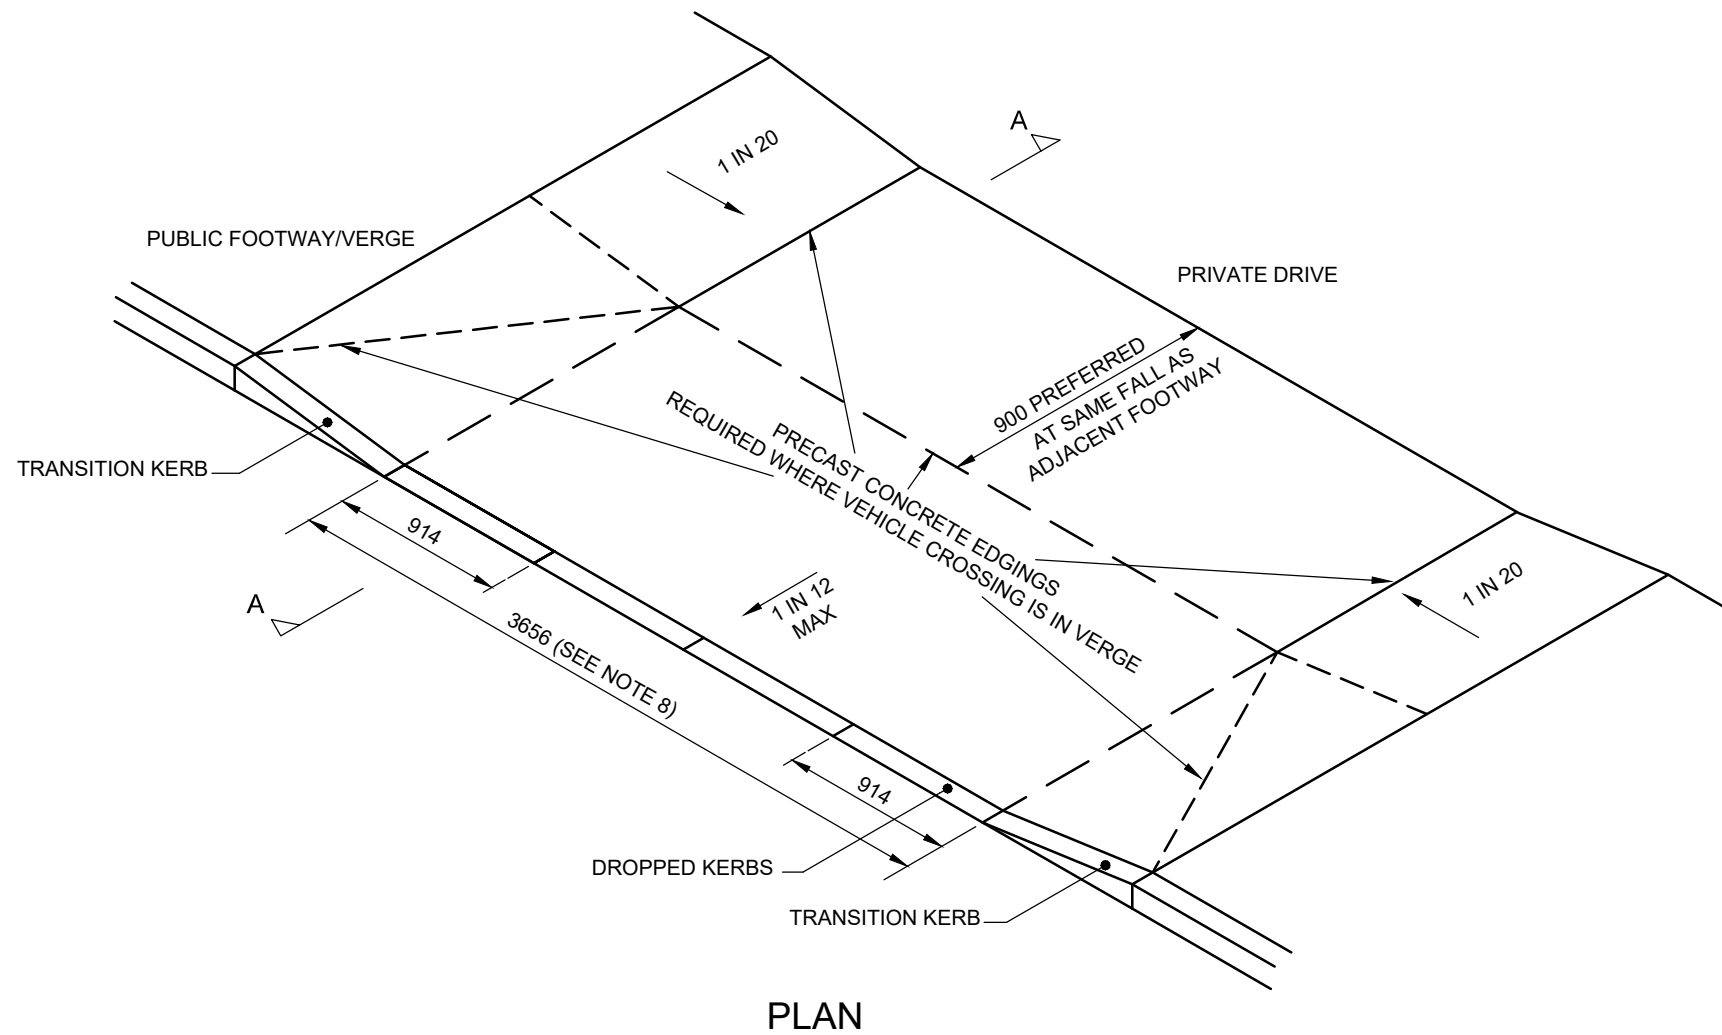 A
1 IN 20
PUBLIC FOOTWAY/VERGE
PRIVATE DRIVE
900 PREFERRED
AT SAME FALL AS
ADJACENT FOOTWAY
PRECAST CONCRETE EDGINGS
REQUIRED WHERE VEHICLE CROSSING IS IN VERGE
TRANSITION KERB
914
1 IN 20
A
1 IN 12
MAX
3656 (SEE NOTE 8)
914
DROPPED KERBS
TRANSITION KERB
PLAN